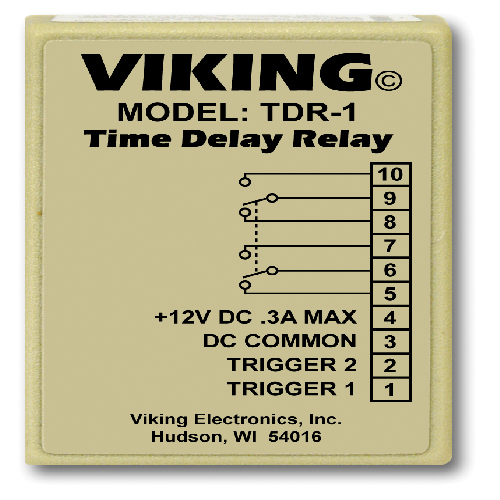 VIKING©
MODEL: TDR-1
Time Delay Relay
10
9
8
7
6
5
+12V DC .3A MAX 4
DC COMMON 3
TRIGGER 2 2
TRIGGER 1 1
Viking Electronics, Inc.
Hudson, WI 54016